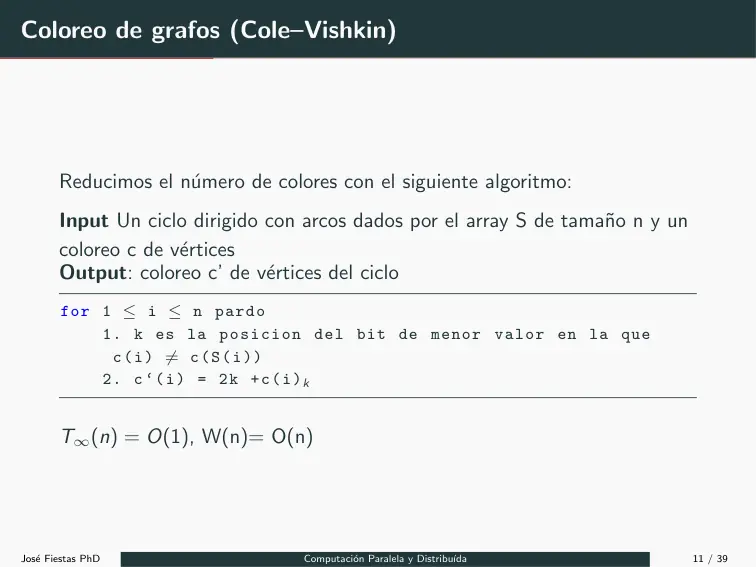 Coloreo de grafos (Cole–Vishkin)
Reducimos el número de colores con el siguiente algoritmo:
Input Un ciclo dirigido con arcos dados por el array S de tamaño n y un
coloreo c de vértices
Output: coloreo c' de vértices del ciclo
for 1 ≤ i ≤ n pardo
1. k es la posicion del bit de menor valor en la que
c(i) ≠ c(S(i))
2. c‘(i) = 2k +c(i)ₖ
T∞(n) = O(1), W(n)= O(n)
José Fiestas PhD Computación Paralela y Distribuída 11 / 39